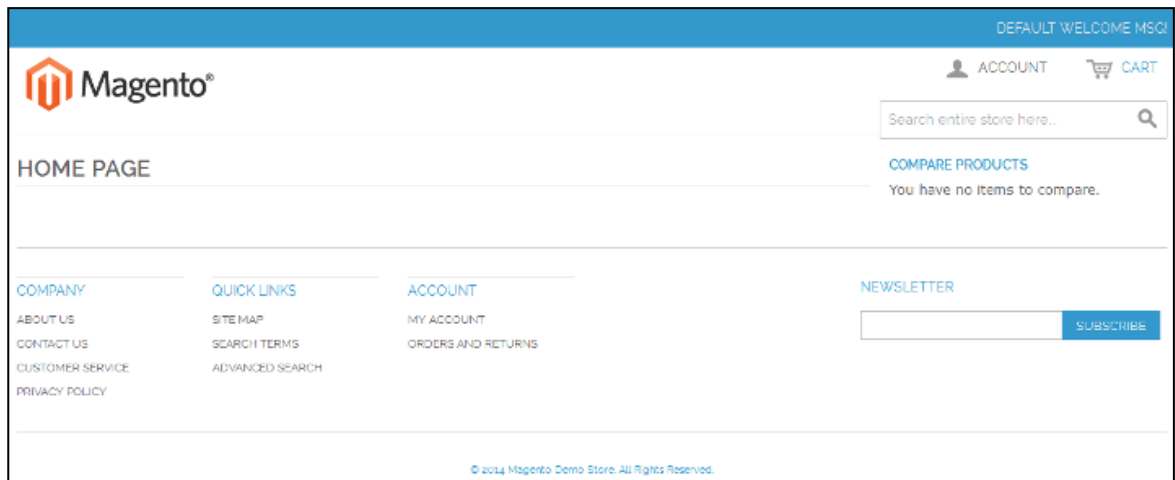 DEFAULT WELCOME MSG!
Magento®
ACCOUNT
CART
Search entire store here...
HOME PAGE
COMPARE PRODUCTS
You have no items to compare.
COMPANY
ABOUT US
CONTACT US
CUSTOMER SERVICE
PRIVACY POLICY
QUICK LINKS
SITE MAP
SEARCH TERMS
ADVANCED SEARCH
ACCOUNT
MY ACCOUNT
ORDERS AND RETURNS
NEWSLETTER
SUBSCRIBE
© 2014 Magento Demo Store. All Rights Reserved.